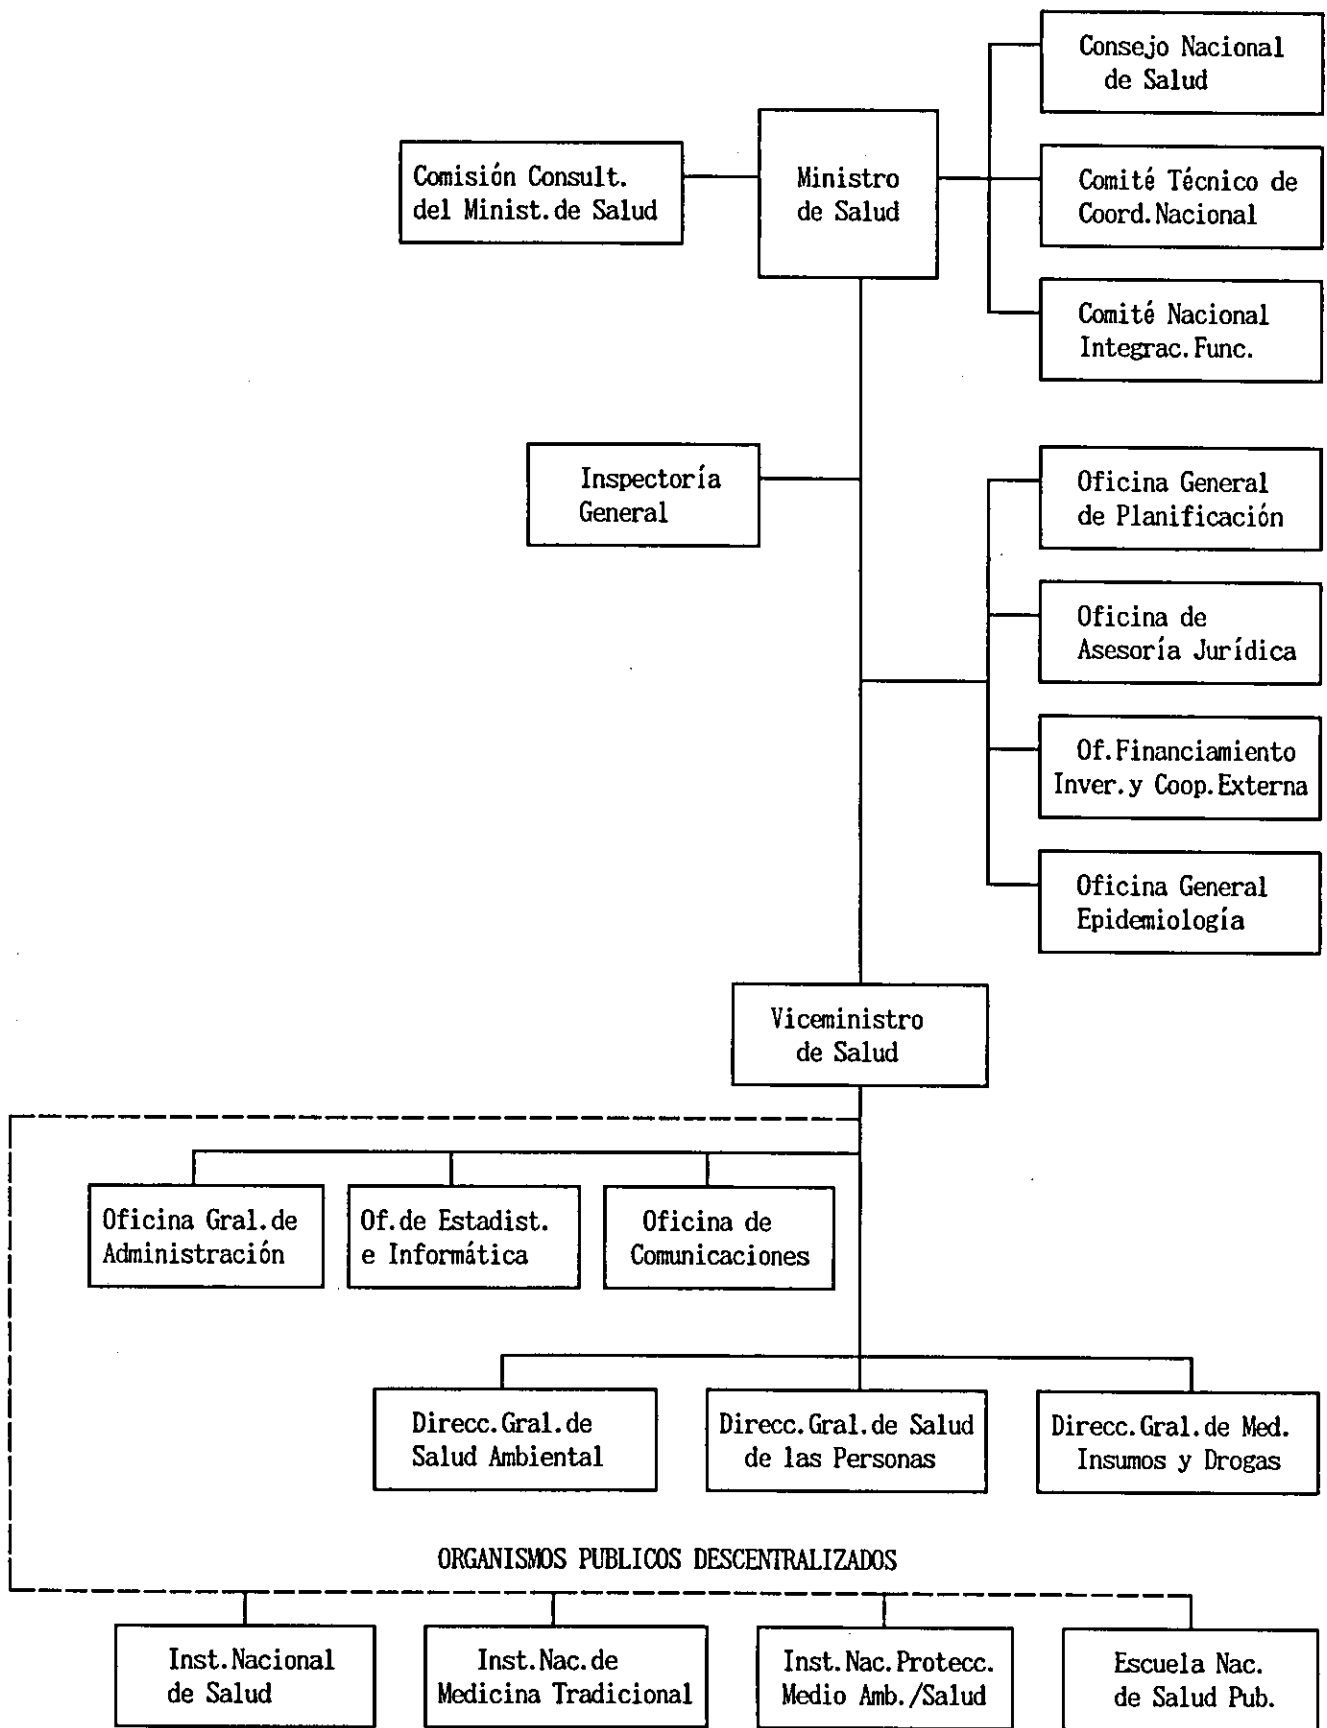 Consejo Nacional
de Salud
Comisión Consult.
del Minist.de Salud
Ministro
de Salud
Comité Técnico de
Coord.Nacional
Comité Nacional
Integrac.Func.
Inspectoría
General
Oficina General
de Planificación
Oficina de
Asesoría Jurídica
Of.Financiamiento
Inver.y Coop.Externa
Oficina General
Epidemiología
Viceministro
de Salud
Oficina Gral.de
Administración
Of.de Estadist.
e Informática
Oficina de
Comunicaciones
Direcc.Gral.de
Salud Ambiental
Direcc.Gral.de Salud
de las Personas
Direcc.Gral.de Med.
Insumos y Drogas
ORGANISMOS PUBLICOS DESCENTRALIZADOS
Inst.Nacional
de Salud
Inst.Nac.de
Medicina Tradicional
Inst.Nac.Protecc.
Medio Amb./Salud
Escuela Nac.
de Salud Pub.